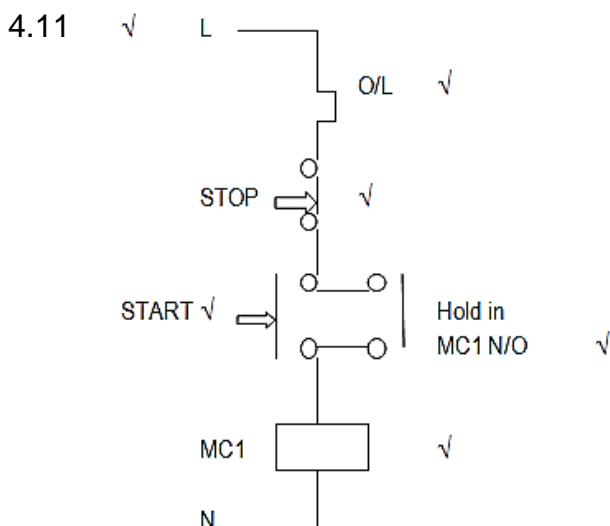 4.11 √ L
O/L √
STOP √
START √ Hold in
MC1 N/O √
MC1 √
N